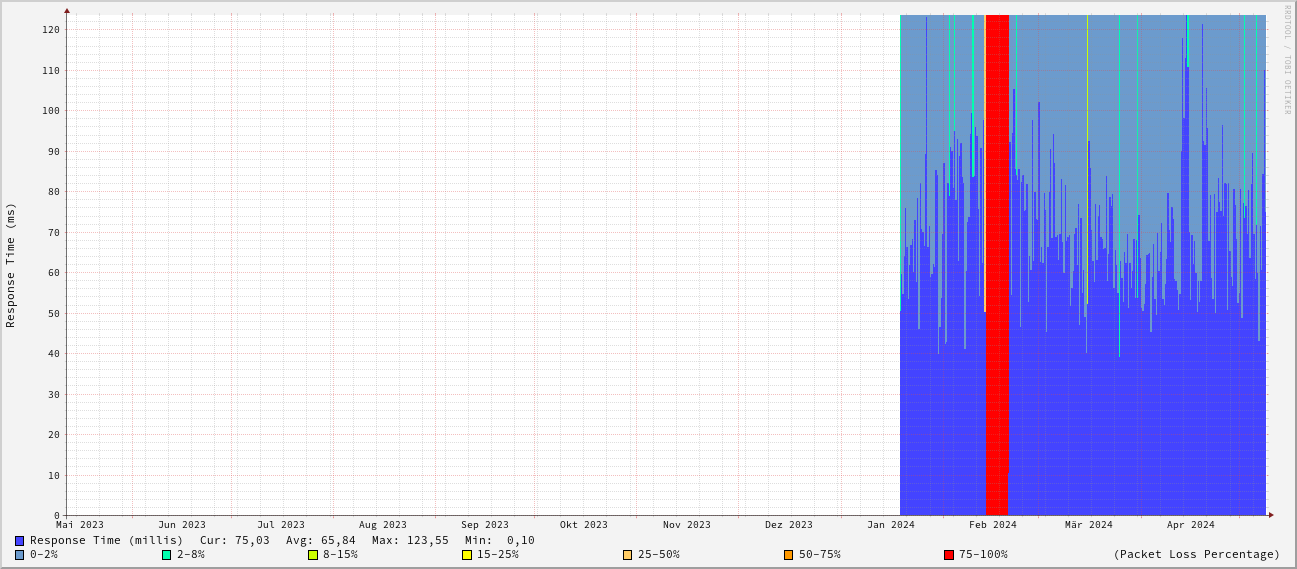 RRDTOOL / TOBI OETIKER
Response Time (ms)
120
110
100
90
80
70
60
50
40
30
20
10
0
Mai 2023 Jun 2023 Jul 2023 Aug 2023 Sep 2023 Okt 2023 Nov 2023 Dez 2023 Jan 2024 Feb 2024 Mär 2024 Apr 2024
Response Time (millis) Cur: 75,03 Avg: 65,84 Max: 123,55 Min: 0,10
0-2% 2-8% 8-15% 15-25% 25-50% 50-75% 75-100% (Packet Loss Percentage)